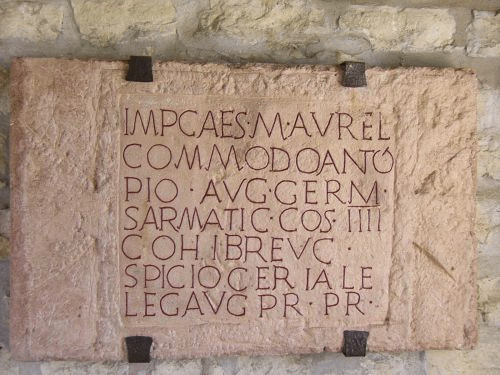 IMP CAES · M · AVREL
COMMODO ANTO
PIO · AVG · GERM ·
SARMATIC · COS · IIII
COH I BREVC ·
SPICIO CERIALE
LEG AVG PR · PR ·